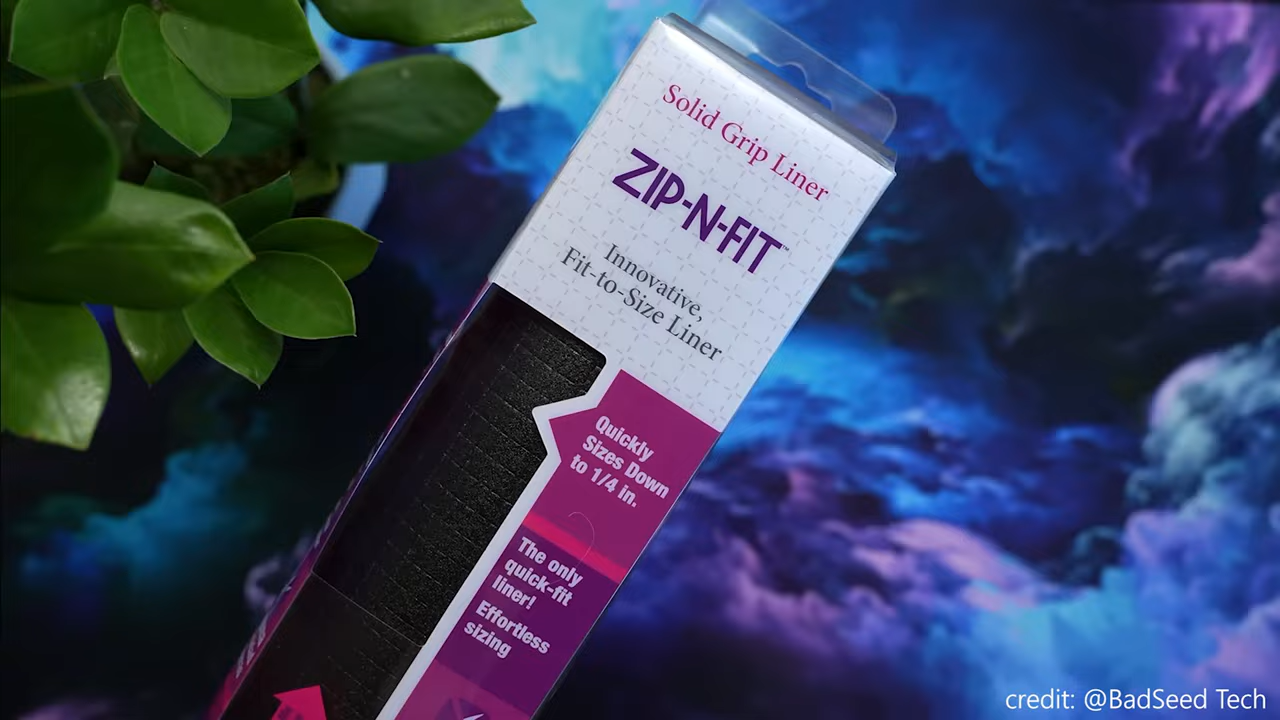 Solid Grip Liner
ZIP-N-FIT™
Innovative,
Fit-to-Size Liner
Quickly
Sizes Down
to 1/4 in.
The only
quick-fit
liner!
Effortless
sizing
credit: @BadSeed Tech